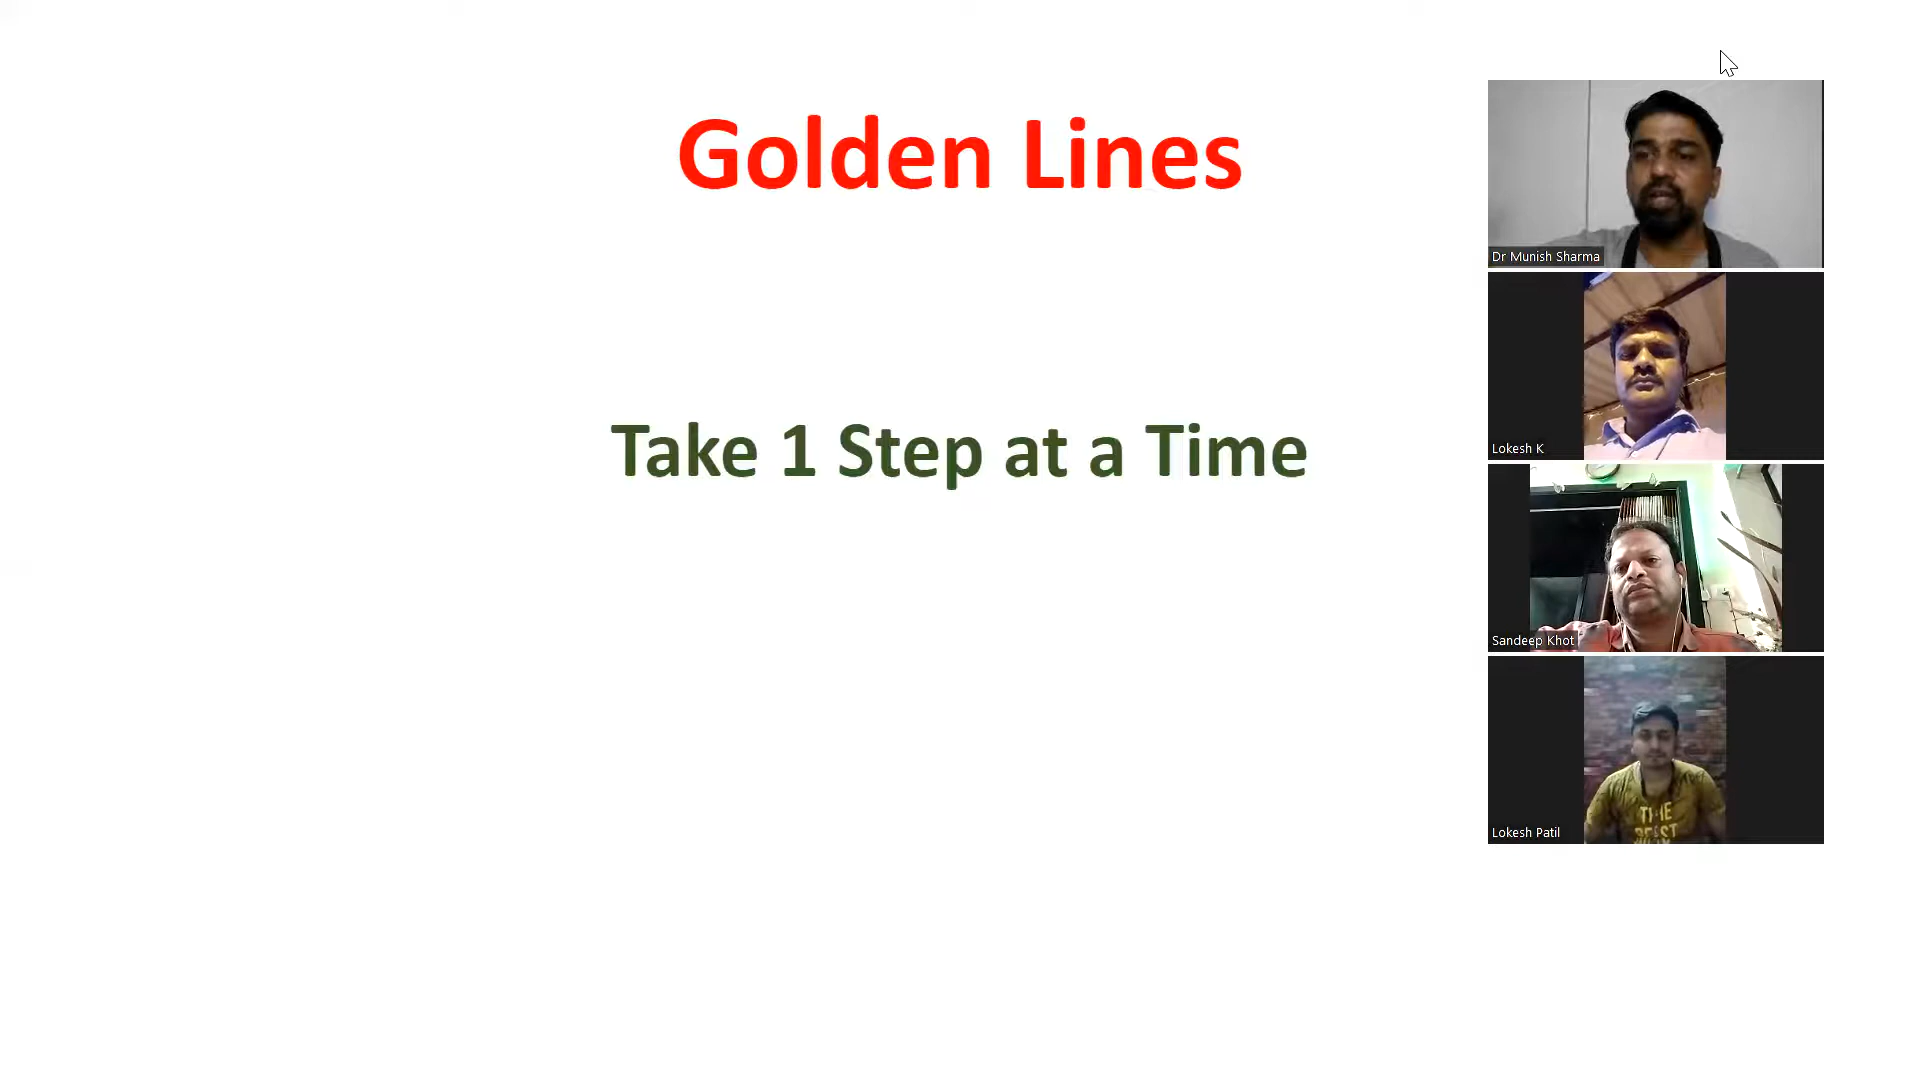 Golden Lines
Take 1 Step at a Time
Dr Munish Sharma
Lokesh K
Sandeep Khot
Lokesh Patil